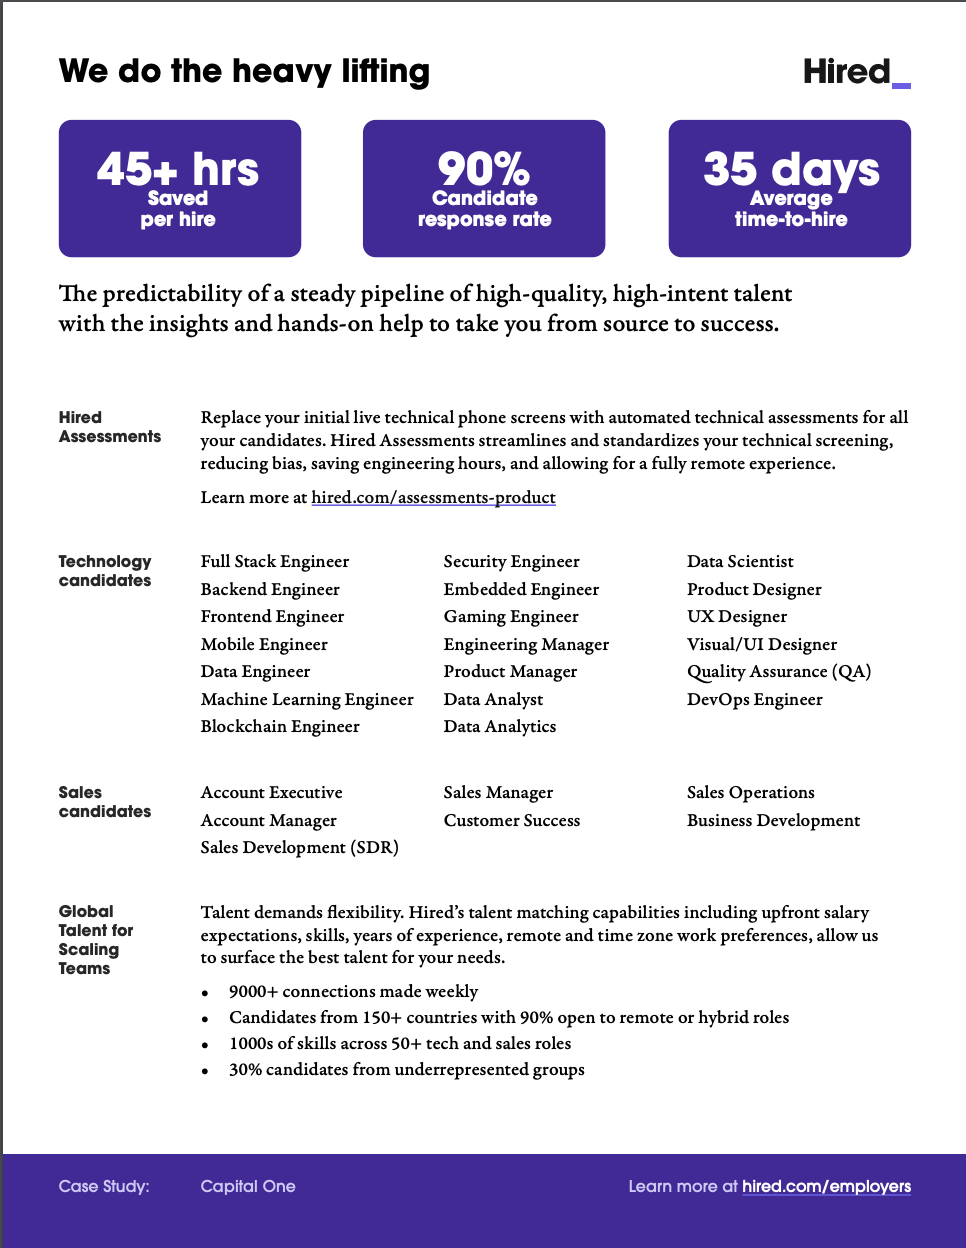 We do the heavy lifting
Hired_
45+ hrs
Saved
per hire
90%
Candidate
response rate
35 days
Average
time-to-hire
The predictability of a steady pipeline of high-quality, high-intent talent
with the insights and hands-on help to take you from source to success.
Hired
Assessments
Replace your initial live technical phone screens with automated technical assessments for all
your candidates. Hired Assessments streamlines and standardizes your technical screening,
reducing bias, saving engineering hours, and allowing for a fully remote experience.
Learn more at hired.com/assessments-product
Technology
candidates
Full Stack Engineer
Backend Engineer
Frontend Engineer
Mobile Engineer
Data Engineer
Machine Learning Engineer
Blockchain Engineer
Security Engineer
Embedded Engineer
Gaming Engineer
Engineering Manager
Product Manager
Data Analyst
Data Analytics
Data Scientist
Product Designer
UX Designer
Visual/UI Designer
Quality Assurance (QA)
DevOps Engineer
Sales
candidates
Account Executive
Account Manager
Sales Development (SDR)
Sales Manager
Customer Success
Sales Operations
Business Development
Global
Talent for
Scaling
Teams
Talent demands flexibility. Hired's talent matching capabilities including upfront salary
expectations, skills, years of experience, remote and time zone work preferences, allow us
to surface the best talent for your needs.
• 9000+ connections made weekly
• Candidates from 150+ countries with 90% open to remote or hybrid roles
• 1000s of skills across 50+ tech and sales roles
• 30% candidates from underrepresented groups
Case Study: Capital One
Learn more at hired.com/employers